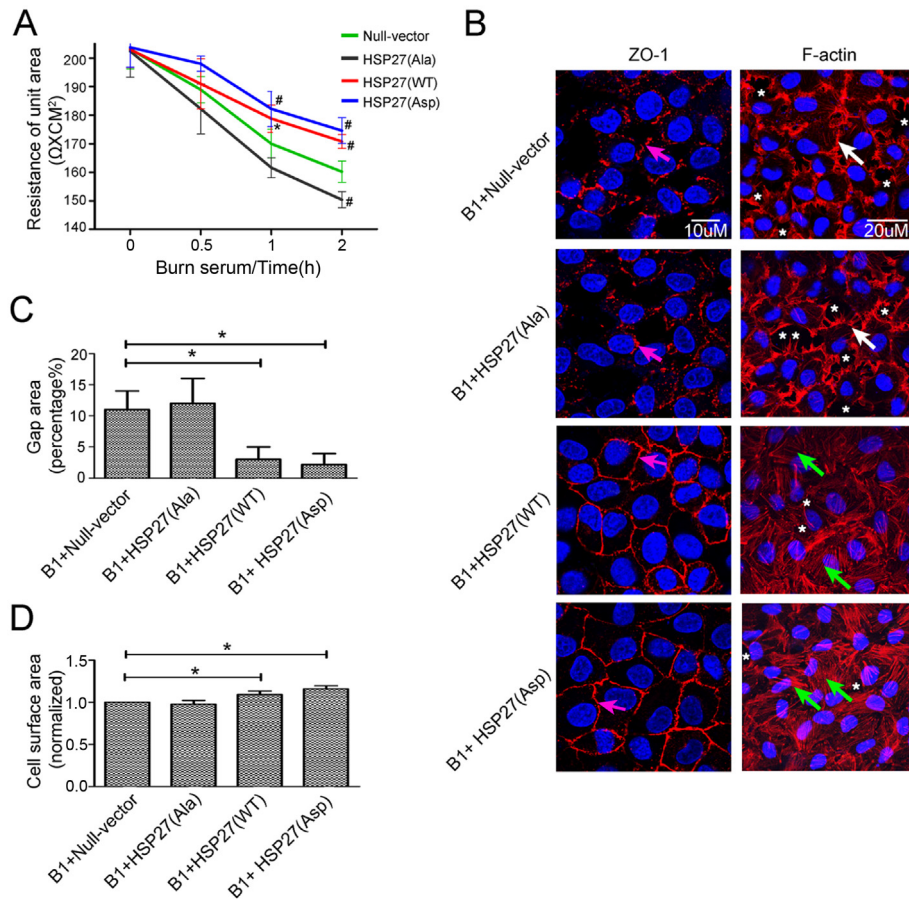 A
Null-vector
HSP27(Ala)
HSP27(WT)
HSP27(Asp)
Resistance of unit area
(ΩXCM²)
200
190
180
170
160
150
140
# 
*
#
#
#
0
0.5
1
2
Burn serum/Time(h)
B
ZO-1
F-actin
B1+Null-vector
10uM
20uM
* * * * *
B1+HSP27(Ala)
* * * * * *
B1+HSP27(WT)
* *
B1+ HSP27(Asp)
* *
C
Gap area
(percentage%)
20
15
10
5
0
*
*
B1+Null-vector
B1+HSP27(Ala)
B1+HSP27(WT)
B1+ HSP27(Asp)
D
Cell surface area
(normalized)
1.5
1.0
0.5
0.0
*
*
B1+Null-vector
B1+HSP27(Ala)
B1+HSP27(WT)
B1+ HSP27(Asp)